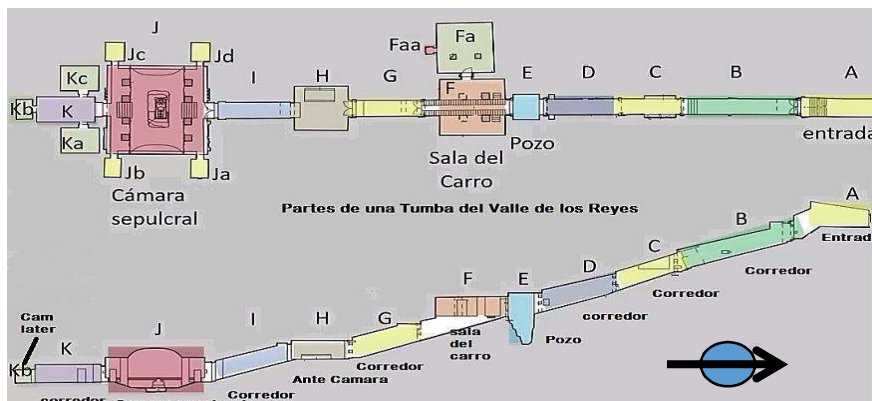 J
Jc
Jd
Faa
Fa
Kc
I
H
G
F
E
D
C
B
A
Kb
K
entrada
Ka
Pozo
Jb
Ja
Sala del
Carro
Cámara
sepulcral
Partes de una Tumba del Valle de los Reyes
A
B
Entrad
C
Corredor
D
Corredor
F
E
corredor
Cam
later
I
H
G
sala
del
carro
Pozo
K
J
Corredor
Kb
Ante Camara
Corredor
corredor